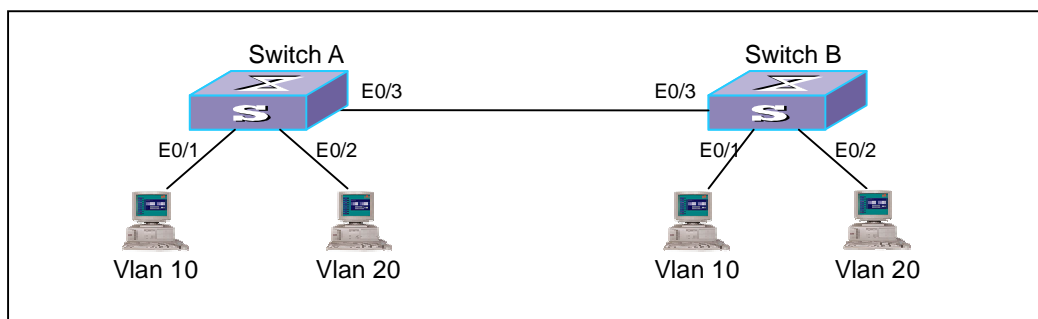 Switch A
Switch B
E0/3
E0/3
S
S
E0/1
E0/2
E0/1
E0/2
Vlan 10
Vlan 20
Vlan 10
Vlan 20